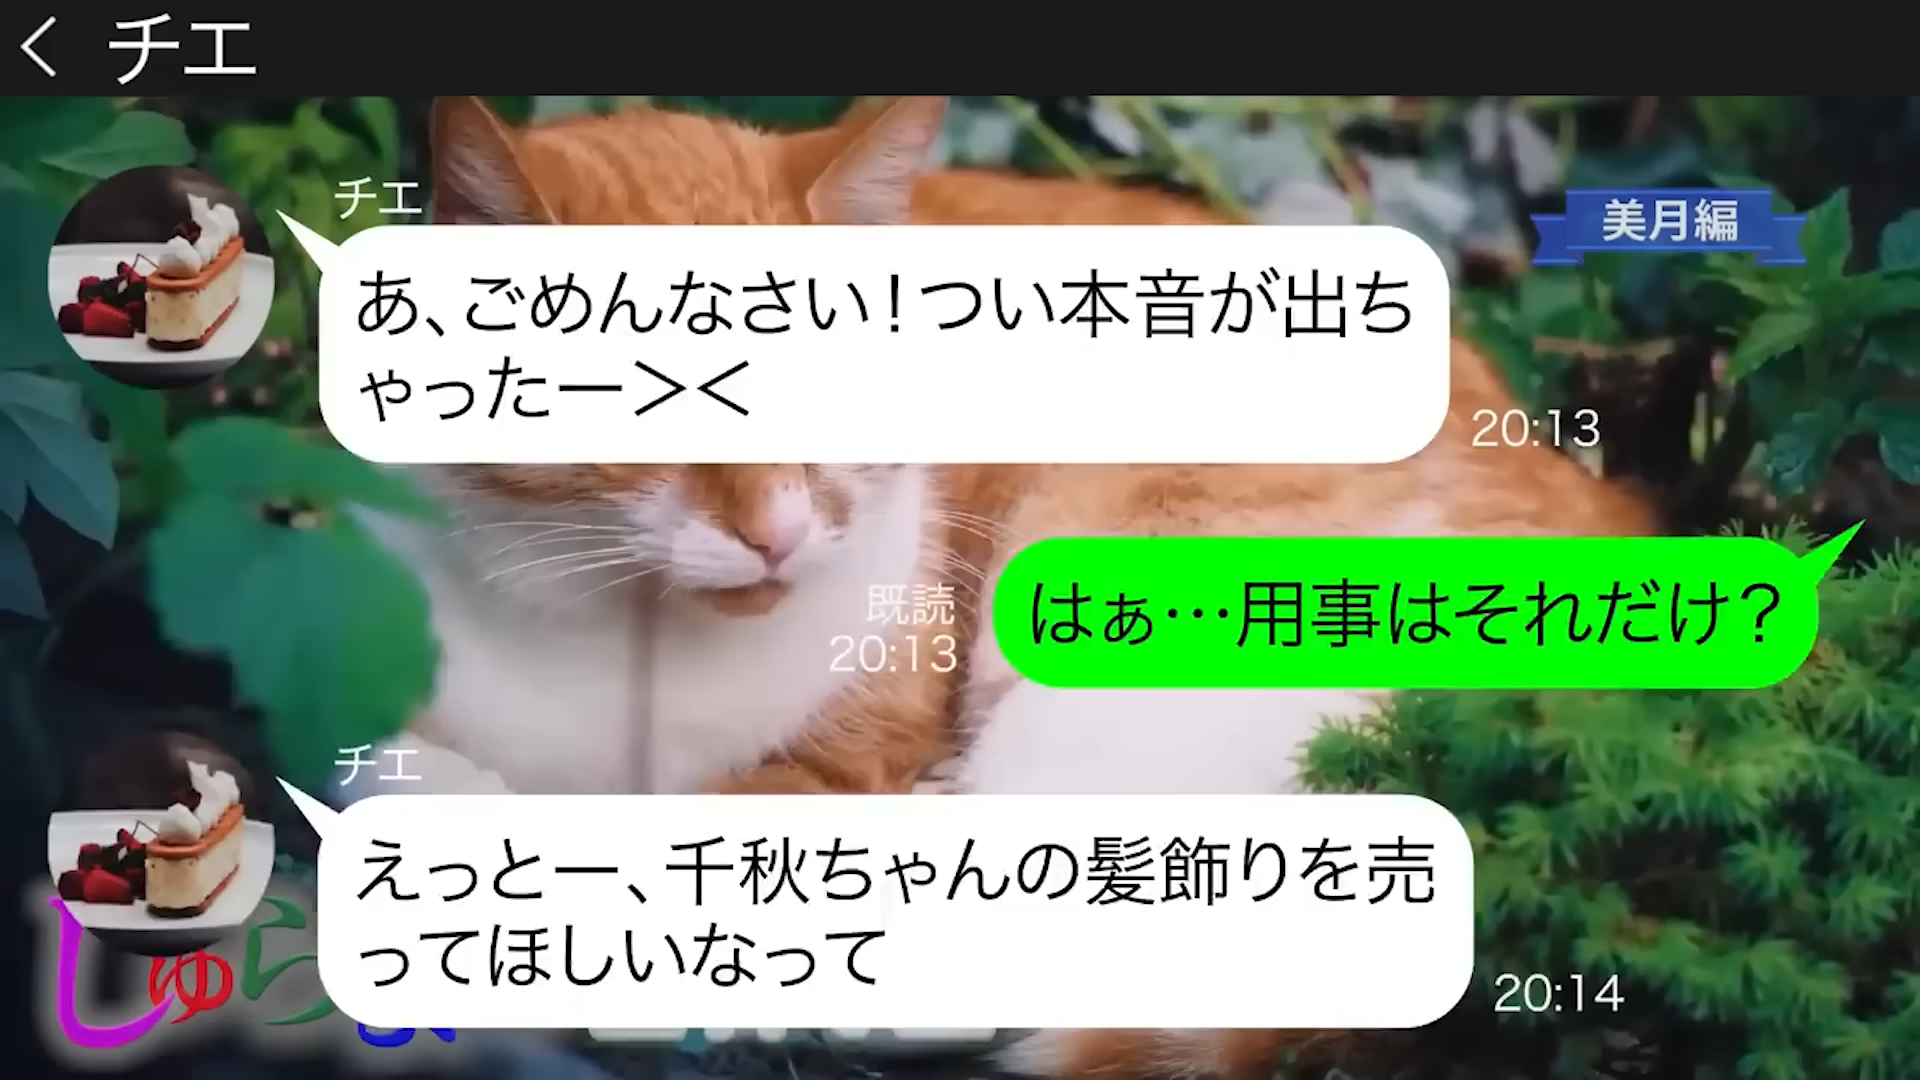 チエ
チエ
美月編
あ、ごめんなさい！つい本音が出ち
ゃったー＞＜
20:13
はぁ…用事はそれだけ？
既読
20:13
チエ
えっとー、千秋ちゃんの髪飾りを売
ってほしいなって
20:14
しゅら